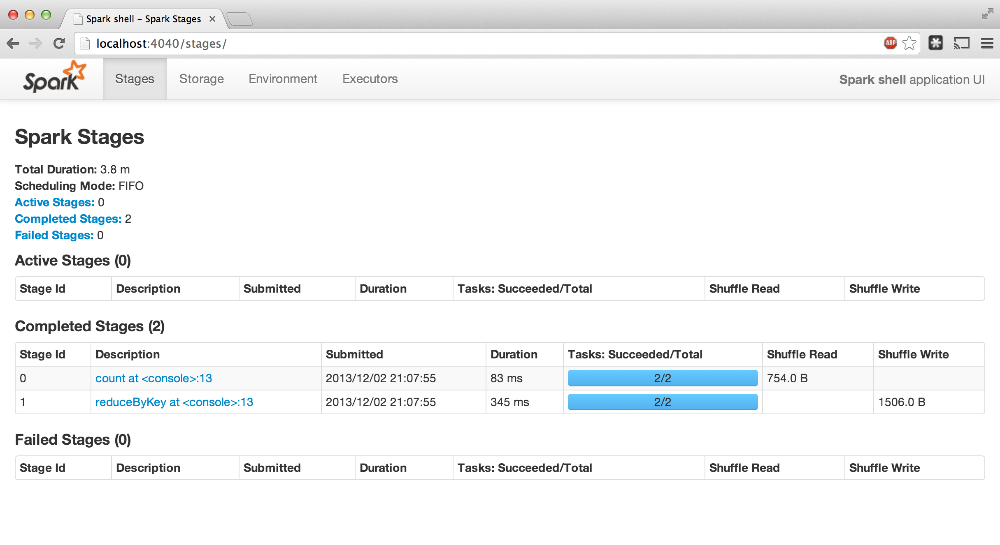 Spark shell – Spark Stages
localhost:4040/stages/
ABP
Spark Stages Storage Environment Executors Spark shell application UI
Spark Stages
Total Duration: 3.8 m
Scheduling Mode: FIFO
Active Stages: 0
Completed Stages: 2
Failed Stages: 0
Active Stages (0)
Stage Id Description Submitted Duration Tasks: Succeeded/Total Shuffle Read Shuffle Write
Completed Stages (2)
Stage Id Description Submitted Duration Tasks: Succeeded/Total Shuffle Read Shuffle Write
0 count at <console>:13 2013/12/02 21:07:55 83 ms 2/2 754.0 B
1 reduceByKey at <console>:13 2013/12/02 21:07:55 345 ms 2/2 1506.0 B
Failed Stages (0)
Stage Id Description Submitted Duration Tasks: Succeeded/Total Shuffle Read Shuffle Write